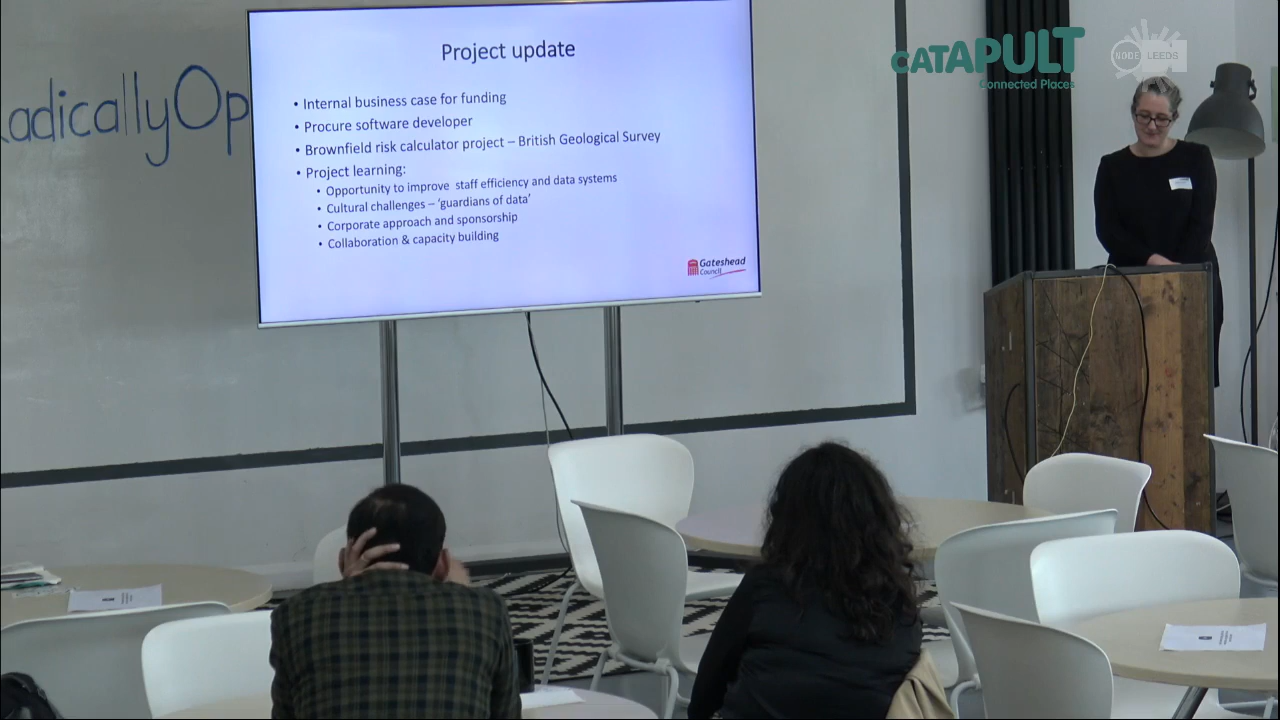 Project update
• Internal business case for funding
• Procure software developer
• Brownfield risk calculator project – British Geological Survey
• Project learning:
• Opportunity to improve staff efficiency and data systems
• Cultural challenges – 'guardians of data'
• Corporate approach and sponsorship
• Collaboration & capacity building
Gateshead
Council
adicallyOp
CATAPULT
Connected Places
NODE LEEDS